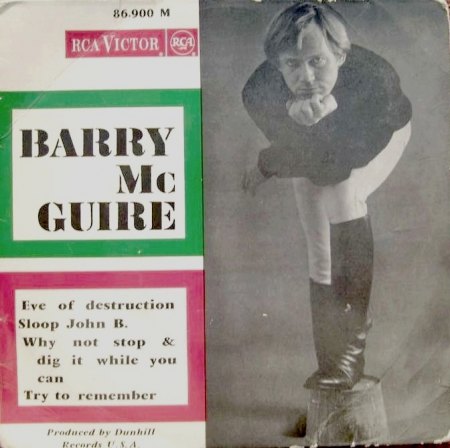 86.900 M
RCA VICTOR RCA
BARRY
Mc
GUIRE
Eve of destruction
Sloop John B.
Why not stop &
dig it while you
can
Try to remember
Produced by Dunhill
Records U.S.A.